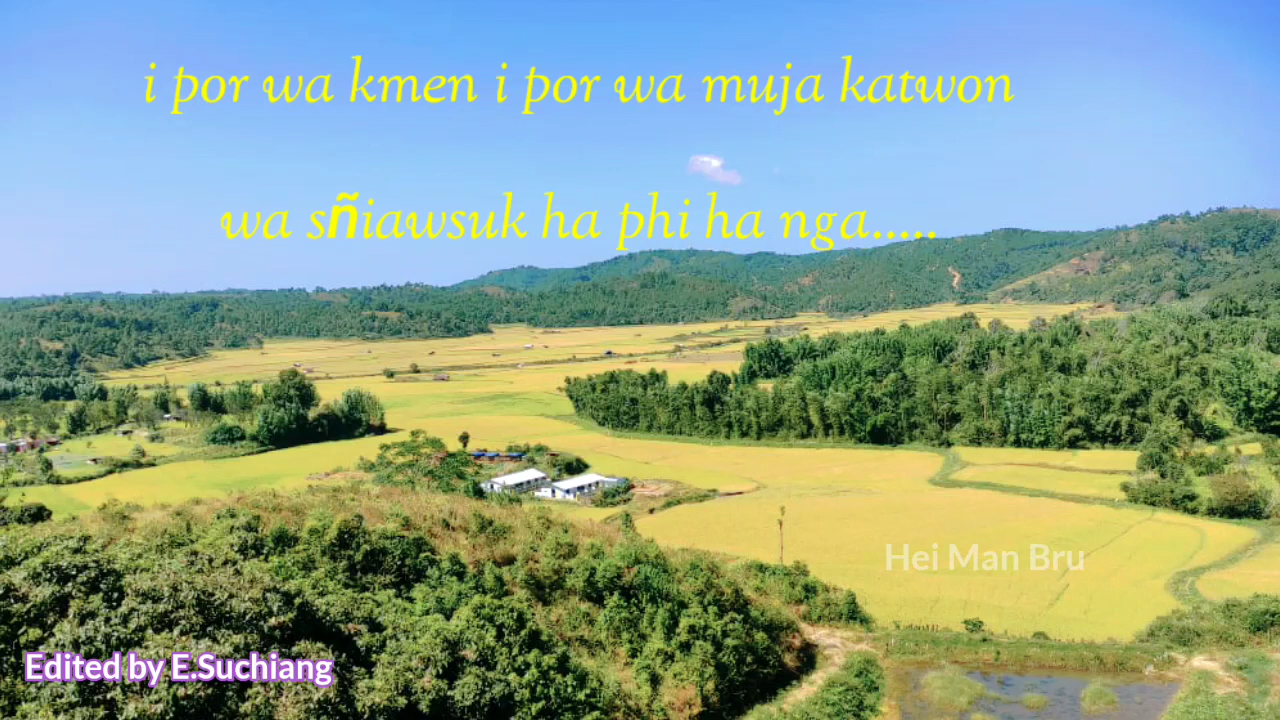 i por wa kmen i por wa muja katwon
wa sñiawsuk ha phi ha nga.....
Hei Man Bru
Edited by E.Suchiang